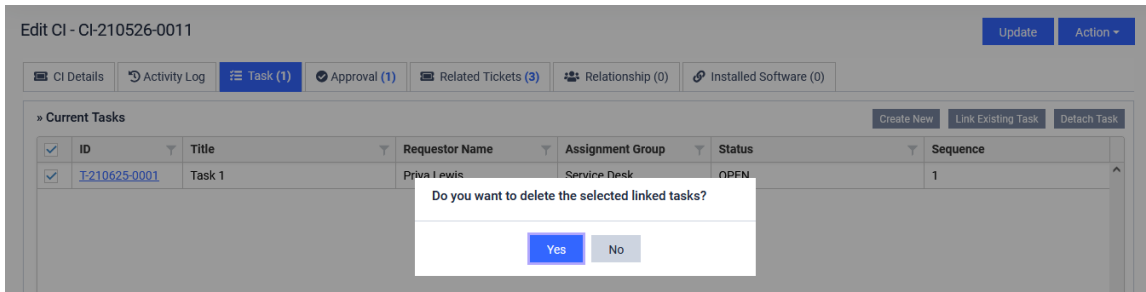 Edit CI - CI-210526-0011
Update Action
CI Details Activity Log Task (1) Approval (1) Related Tickets (3) Relationship (0) Installed Software (0)
» Current Tasks Create New Link Existing Task Detach Task
ID Title Requestor Name Assignment Group Status Sequence
T-210625-0001 Task 1 Priya Lewis Service Desk OPEN 1
Do you want to delete the selected linked tasks?
Yes No